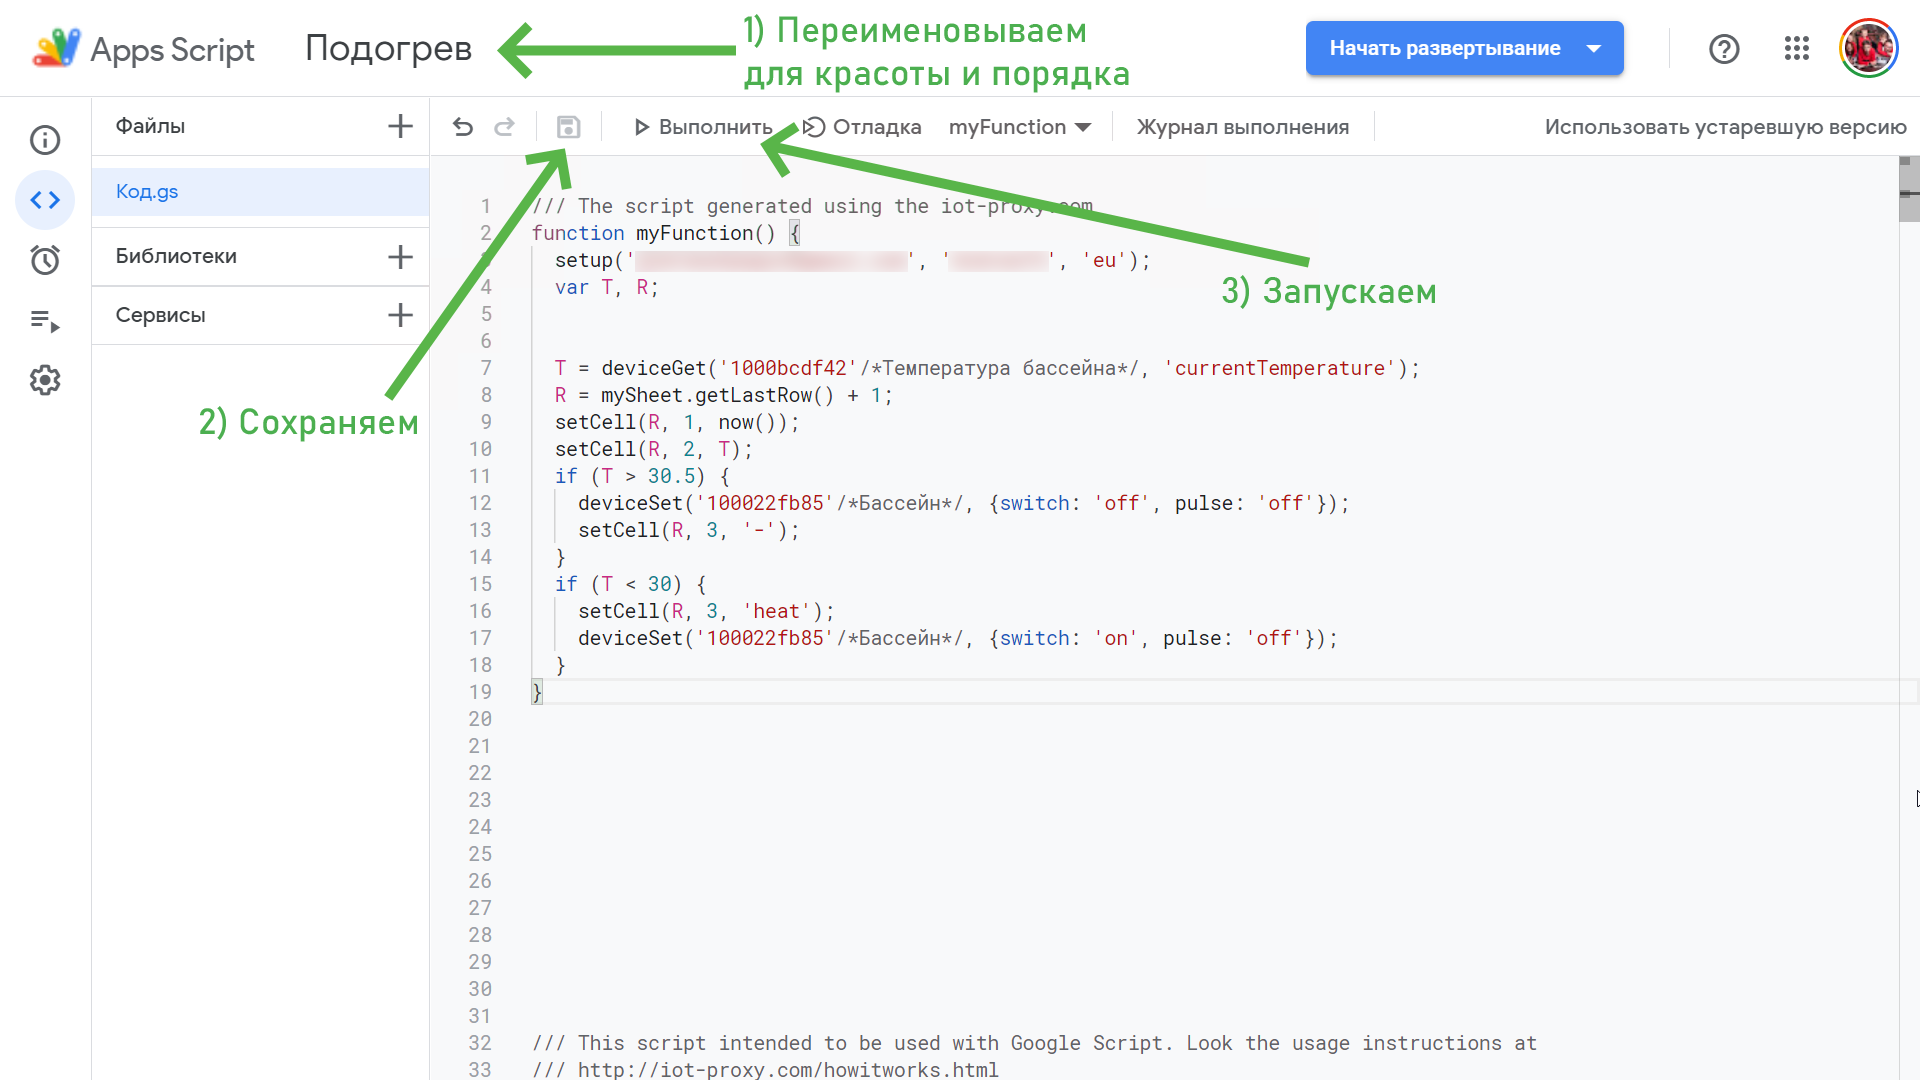 Apps Script
Подогрев
1) Переименовываем
для красоты и порядка
Начать развертывание
Файлы
Выполнить
Отладка
myFunction
Журнал выполнения
Использовать устаревшую версию
Код.gs
Библиотеки
Сервисы
2) Сохраняем
3) Запускаем
1 /// The script generated using the iot-proxy.com
2 function myFunction() {
3 setup('', '', 'eu');
4 var T, R;
5
6
7 T = deviceGet('1000bcdf42'/*Температура бассейна*/, 'currentTemperature');
8 R = mySheet.getLastRow() + 1;
9 setCell(R, 1, now());
10 setCell(R, 2, T);
11 if (T > 30.5) {
12 deviceSet('100022fb85'/*Бассейн*/, {switch: 'off', pulse: 'off'});
13 setCell(R, 3, '-');
14 }
15 if (T < 30) {
16 setCell(R, 3, 'heat');
17 deviceSet('100022fb85'/*Бассейн*/, {switch: 'on', pulse: 'off'});
18 }
19 }
20
21
22
23
24
25
26
27
28
29
30
31
32 /// This script intended to be used with Google Script. Look the usage instructions at
33 /// http://iot-proxy.com/howitworks.html